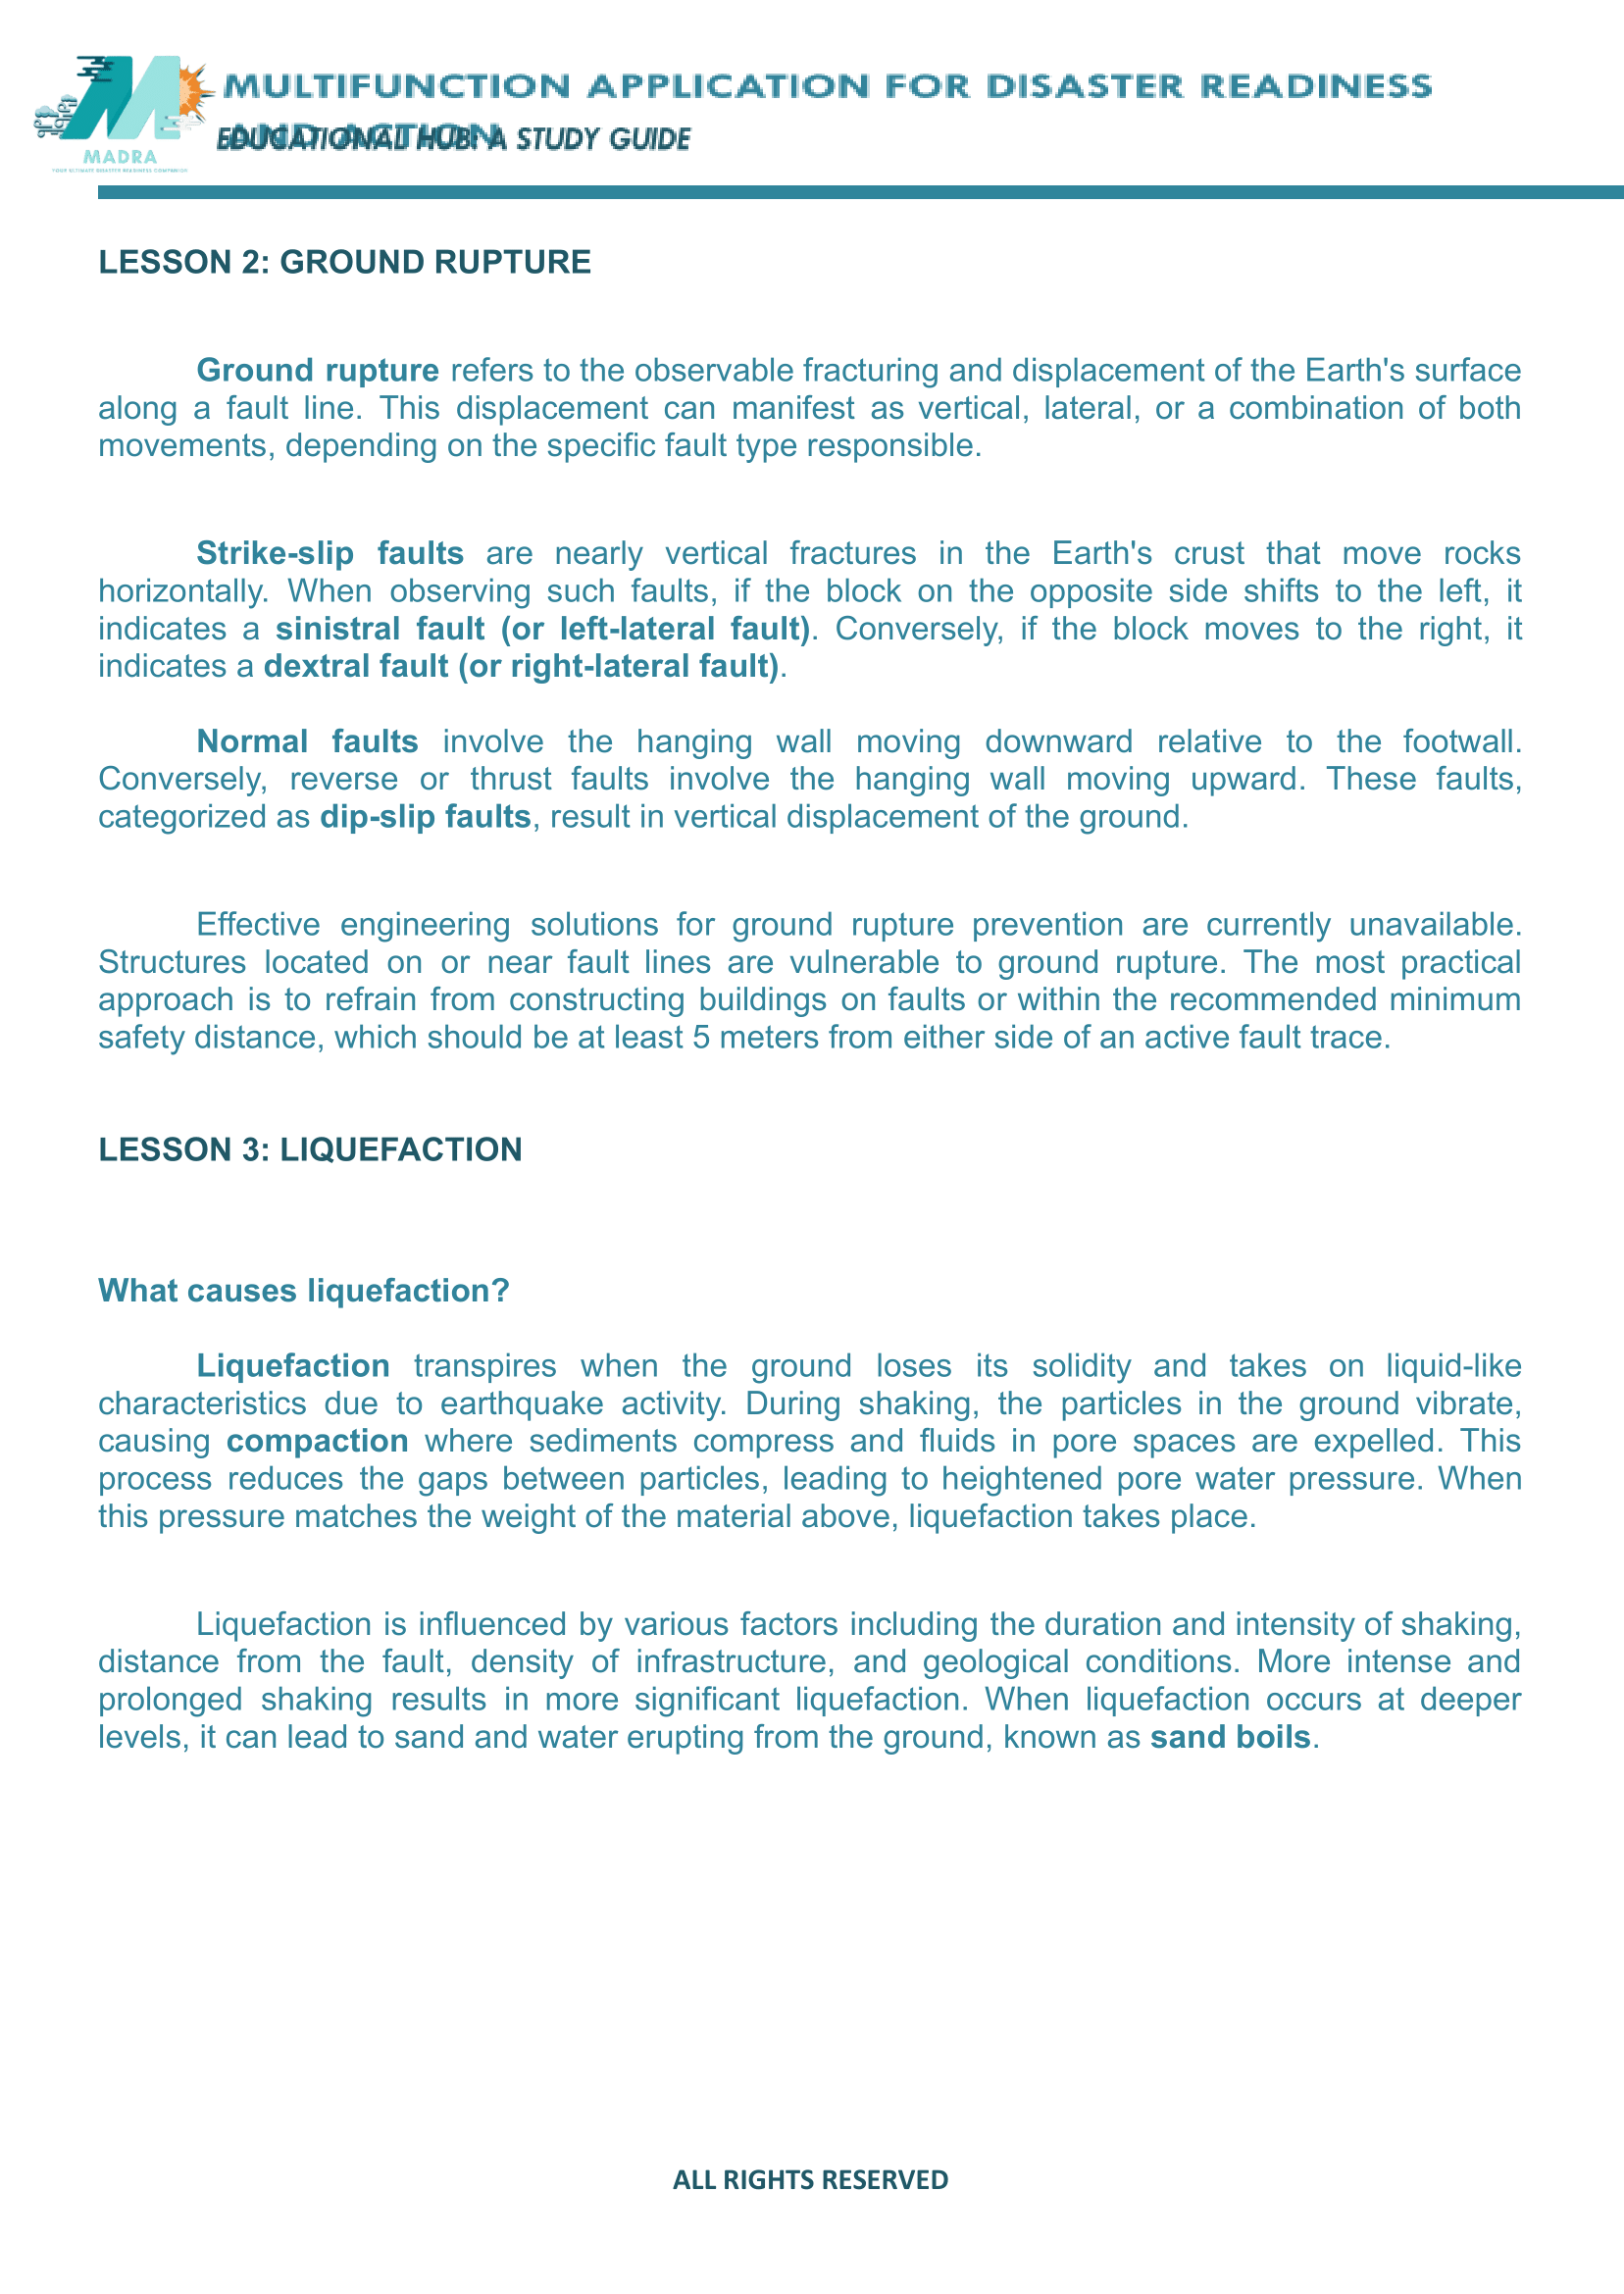 MULTIFUNCTION APPLICATION FOR DISASTER READINESS
AND ACTION
EDUCATIONAL HUB: A STUDY GUIDE
MADRA
YOUR ULTIMATE DISASTER READINESS COMPANION
LESSON 2: GROUND RUPTURE
Ground rupture refers to the observable fracturing and displacement of the Earth's surface
along a fault line. This displacement can manifest as vertical, lateral, or a combination of both
movements, depending on the specific fault type responsible.
Strike-slip faults are nearly vertical fractures in the Earth's crust that move rocks
horizontally. When observing such faults, if the block on the opposite side shifts to the left, it
indicates a sinistral fault (or left-lateral fault). Conversely, if the block moves to the right, it
indicates a dextral fault (or right-lateral fault).
Normal faults involve the hanging wall moving downward relative to the footwall.
Conversely, reverse or thrust faults involve the hanging wall moving upward. These faults,
categorized as dip-slip faults, result in vertical displacement of the ground.
Effective engineering solutions for ground rupture prevention are currently unavailable.
Structures located on or near fault lines are vulnerable to ground rupture. The most practical
approach is to refrain from constructing buildings on faults or within the recommended minimum
safety distance, which should be at least 5 meters from either side of an active fault trace.
LESSON 3: LIQUEFACTION
What causes liquefaction?
Liquefaction transpires when the ground loses its solidity and takes on liquid-like
characteristics due to earthquake activity. During shaking, the particles in the ground vibrate,
causing compaction where sediments compress and fluids in pore spaces are expelled. This
process reduces the gaps between particles, leading to heightened pore water pressure. When
this pressure matches the weight of the material above, liquefaction takes place.
Liquefaction is influenced by various factors including the duration and intensity of shaking,
distance from the fault, density of infrastructure, and geological conditions. More intense and
prolonged shaking results in more significant liquefaction. When liquefaction occurs at deeper
levels, it can lead to sand and water erupting from the ground, known as sand boils.
ALL RIGHTS RESERVED